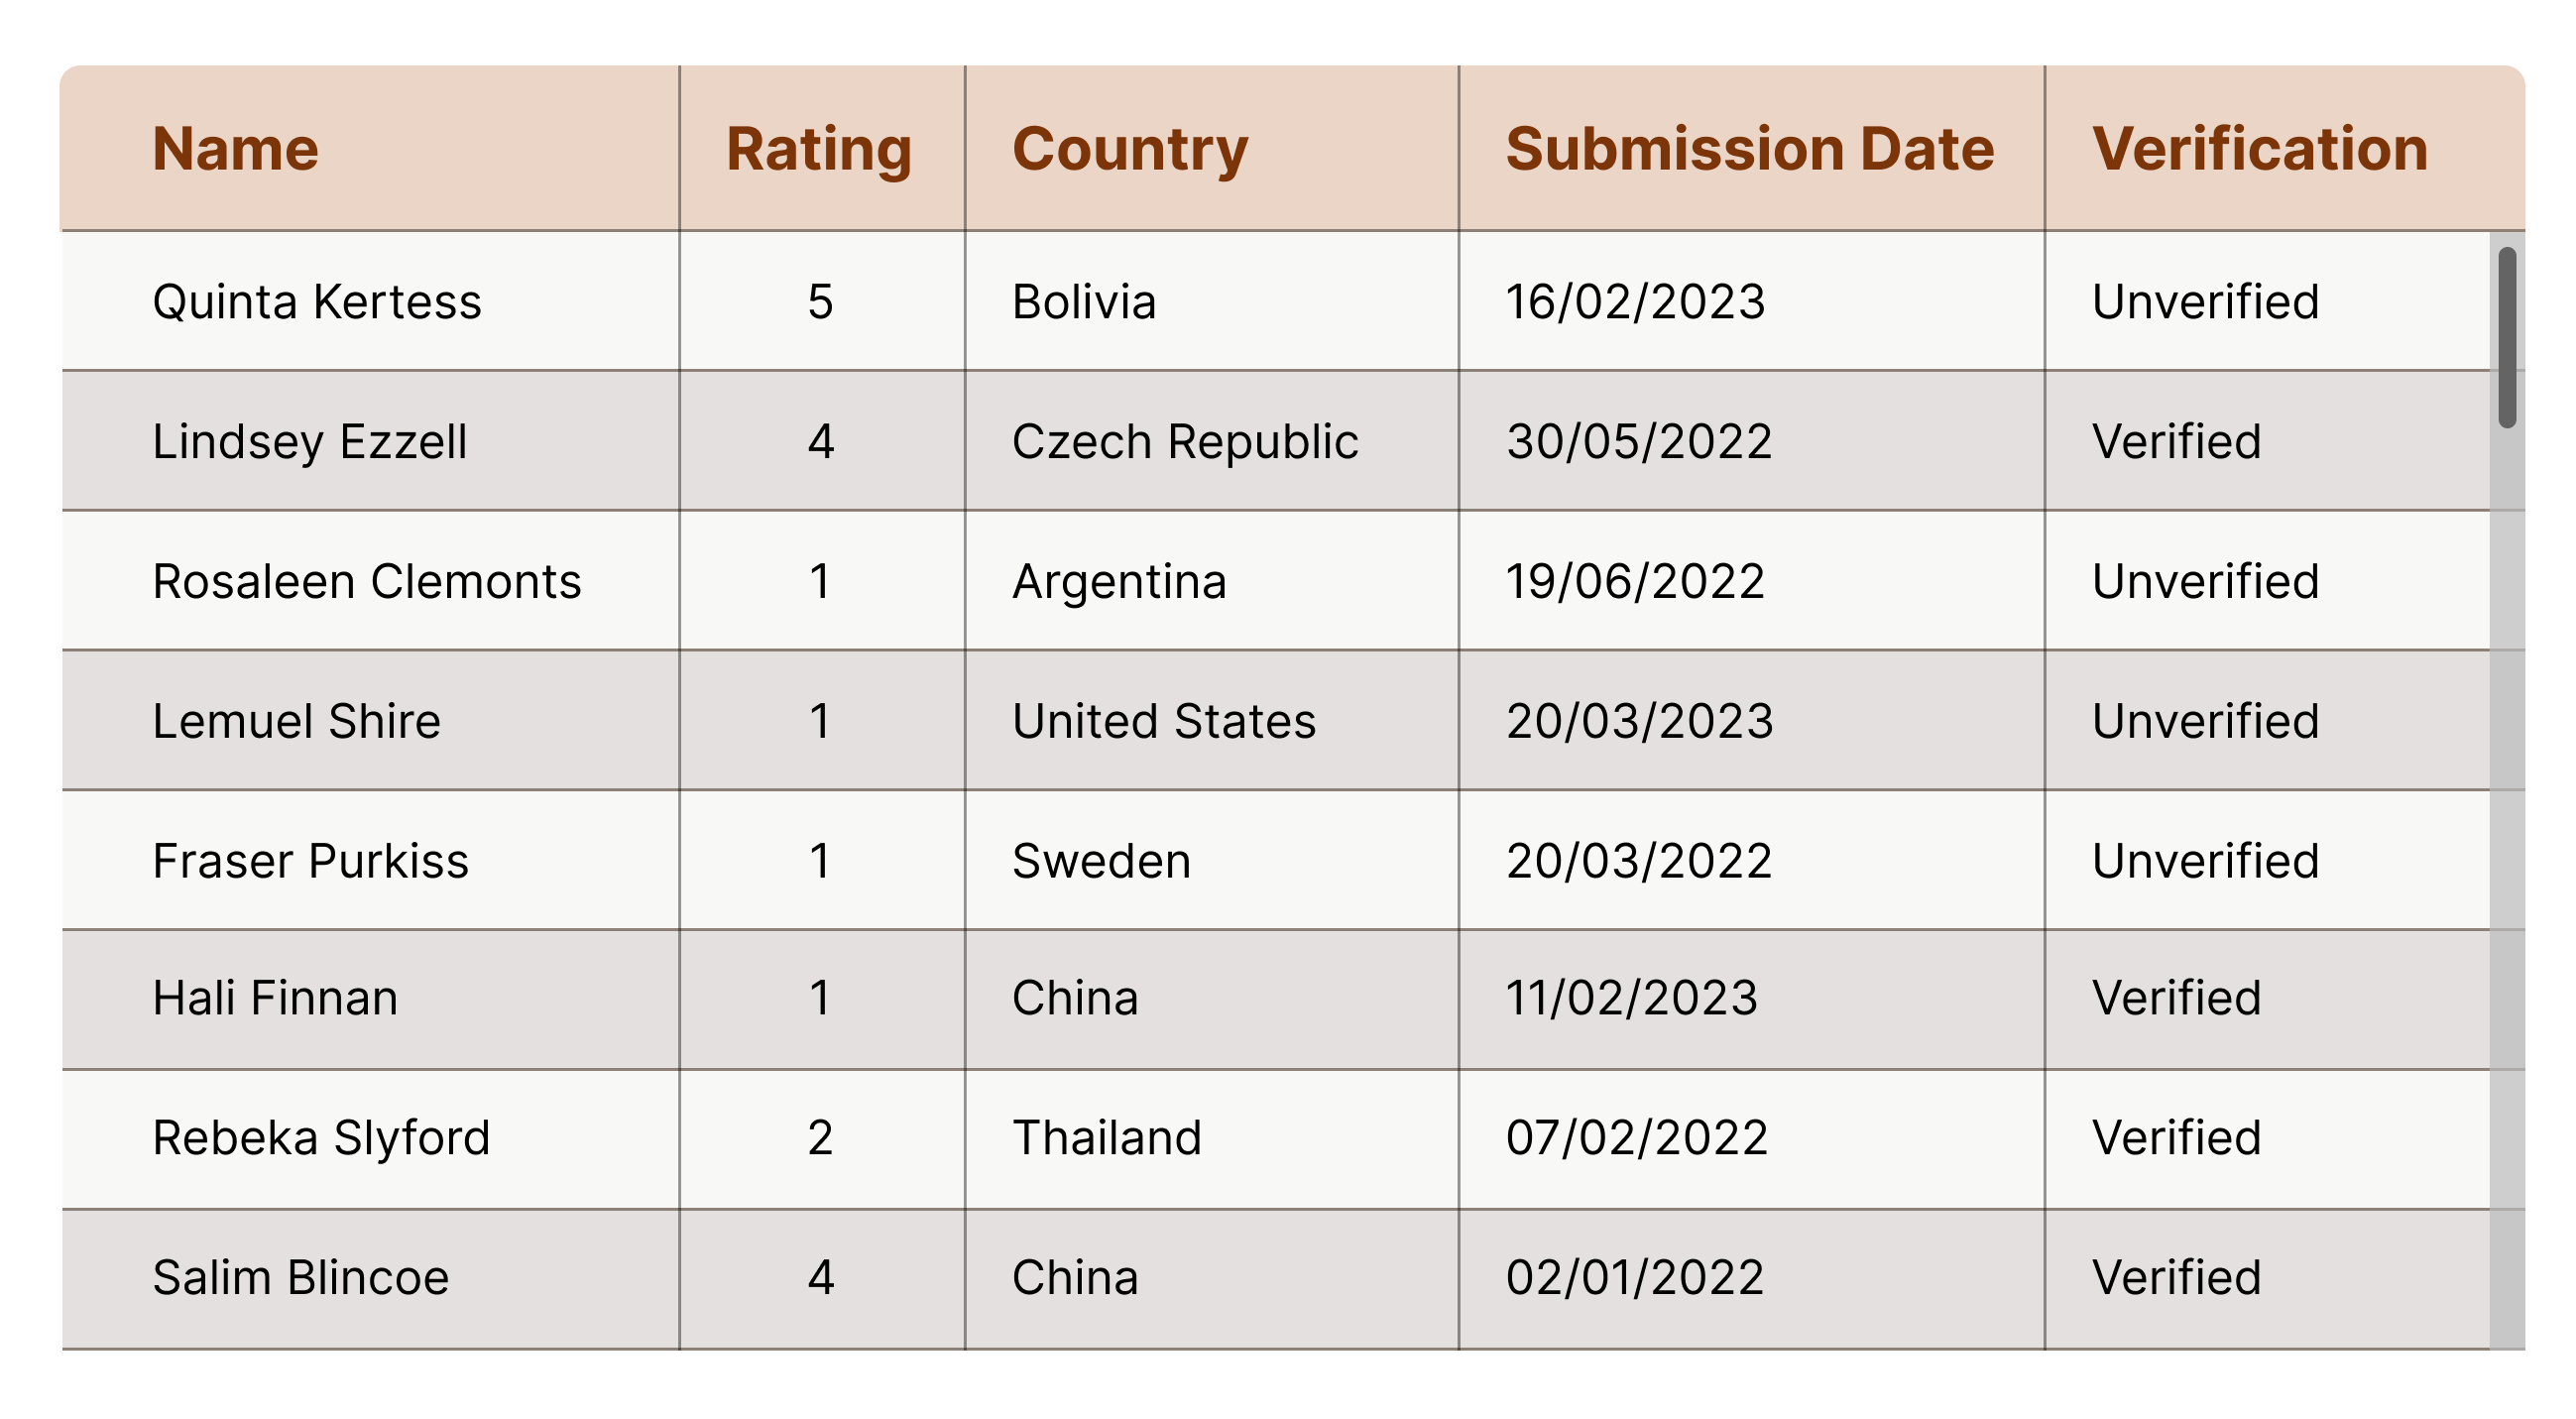 Name Rating Country Submission Date Verification
Quinta Kertess 5 Bolivia 16/02/2023 Unverified
Lindsey Ezzell 4 Czech Republic 30/05/2022 Verified
Rosaleen Clemonts 1 Argentina 19/06/2022 Unverified
Lemuel Shire 1 United States 20/03/2023 Unverified
Fraser Purkiss 1 Sweden 20/03/2022 Unverified
Hali Finnan 1 China 11/02/2023 Verified
Rebeka Slyford 2 Thailand 07/02/2022 Verified
Salim Blincoe 4 China 02/01/2022 Verified